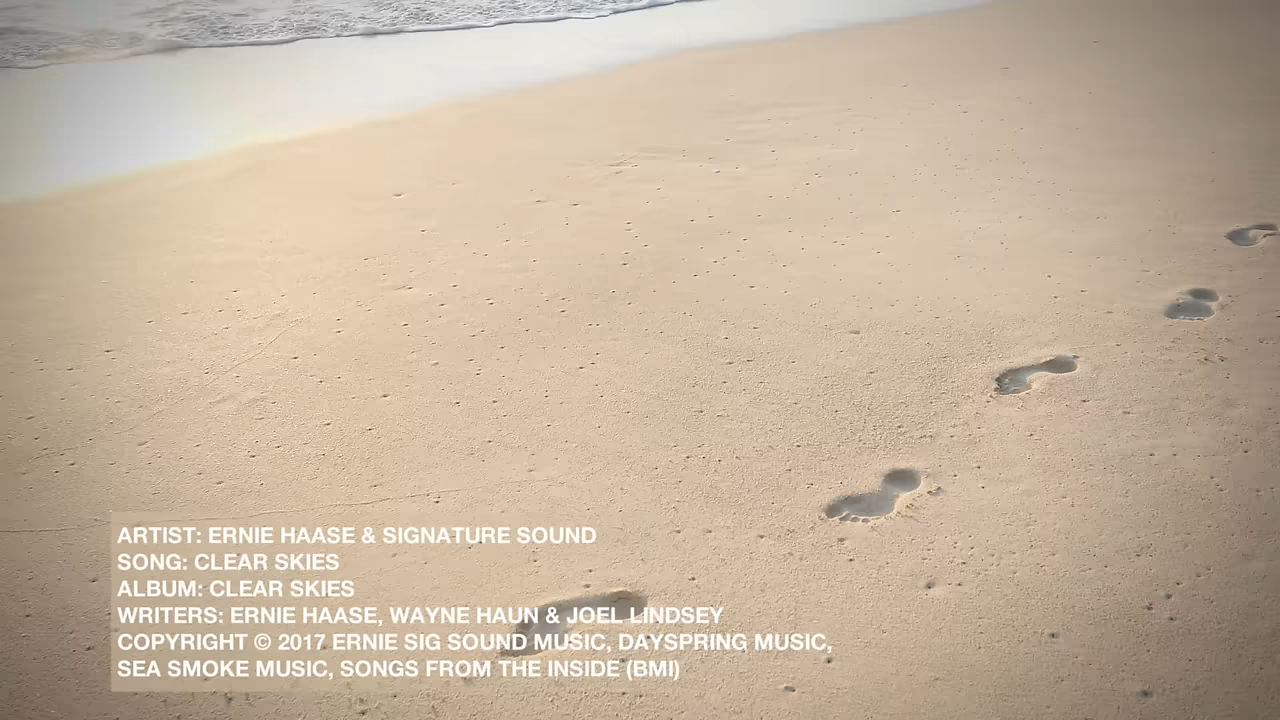 ARTIST: ERNIE HAASE & SIGNATURE SOUND
SONG: CLEAR SKIES
ALBUM: CLEAR SKIES
WRITERS: ERNIE HAASE, WAYNE HAUN & JOEL LINDSEY
COPYRIGHT © 2017 ERNIE SIG SOUND MUSIC, DAYSPRING MUSIC,
SEA SMOKE MUSIC, SONGS FROM THE INSIDE (BMI)